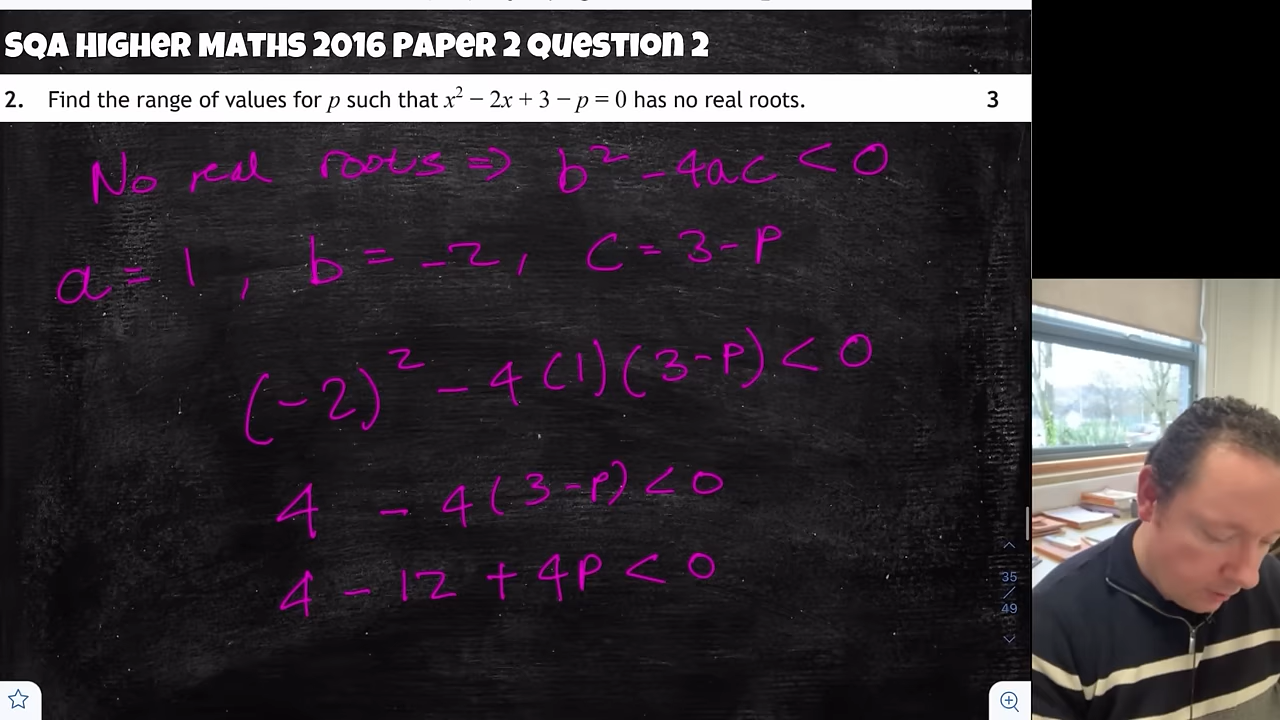 SQA HIGHER MATHS 2016 PAPER 2 QUESTION 2
2. Find the range of values for p such that x² − 2x + 3 − p = 0 has no real roots. 3
No real roots ⇒ b² - 4ac < 0
a = 1, b = -2, c = 3-p
(-2)² - 4(1)(3-p) < 0
4 - 4(3-p) < 0
4 - 12 + 4p < 0
35
/
49